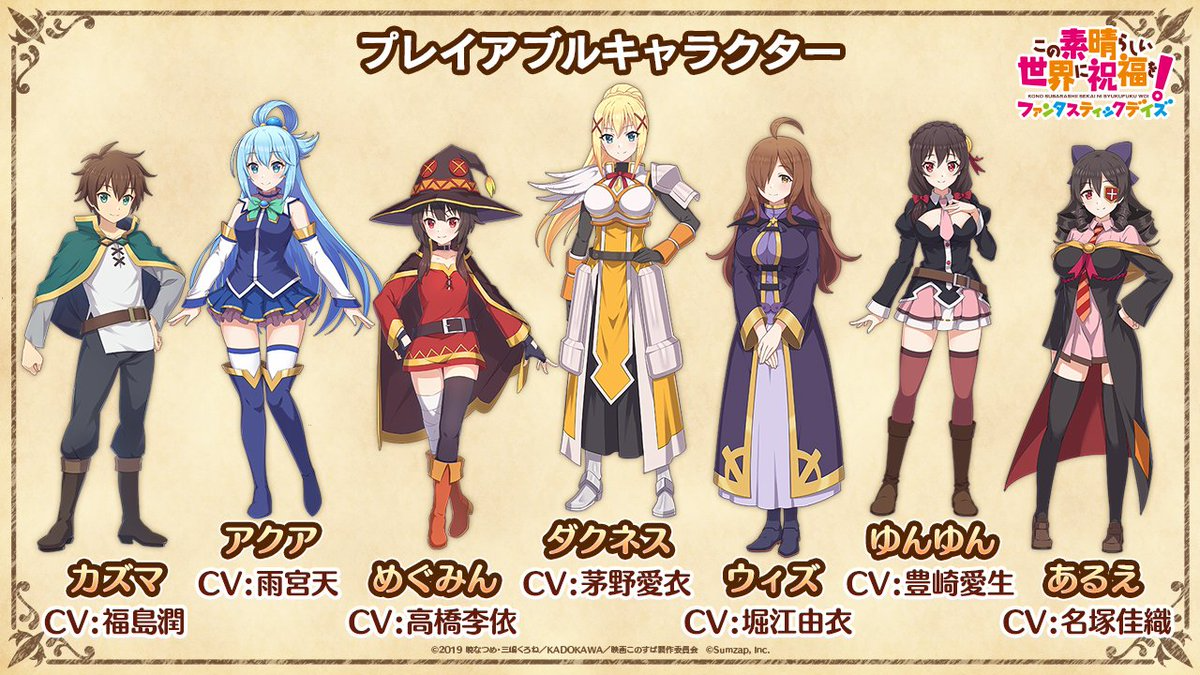 プレイアブルキャラクター
この素晴らしい
世界に祝福を!
KONO SUBARASHII SEKAI NI SYUKUFUKU WO!
ファンタスティックデイズ
カズマ
CV:福島潤
アクア
CV:雨宮天
めぐみん
CV:高橋李依
ダクネス
CV:茅野愛衣
ウィズ
CV:堀江由衣
ゆんゆん
CV:豊崎愛生
あるえ
CV:名塚佳織
©2019 暁なつめ・三嶋くろね／KADOKAWA／映画このすば製作委員会 ©Sumzap, Inc.